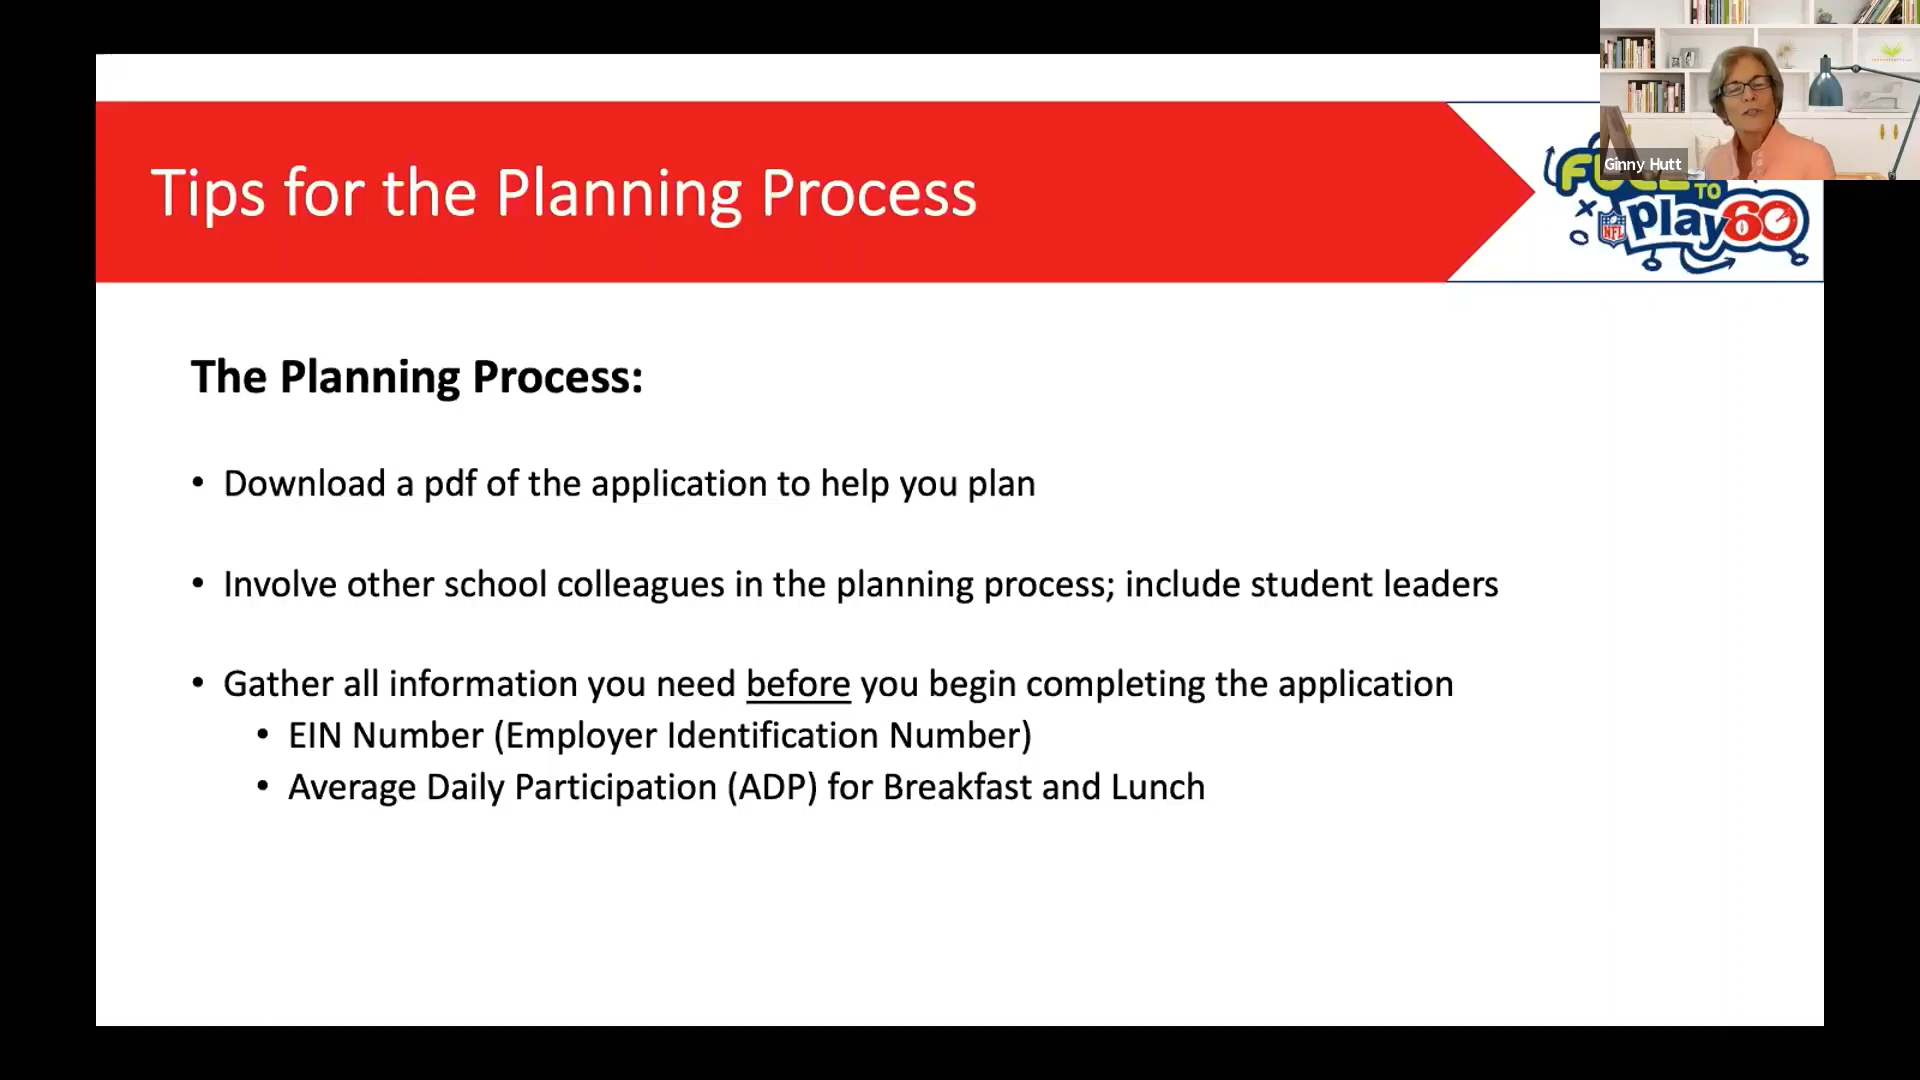 Tips for the Planning Process
Ginny Hutt
TO
NFL
play60
The Planning Process:
• Download a pdf of the application to help you plan
• Involve other school colleagues in the planning process; include student leaders
• Gather all information you need before you begin completing the application
• EIN Number (Employer Identification Number)
• Average Daily Participation (ADP) for Breakfast and Lunch